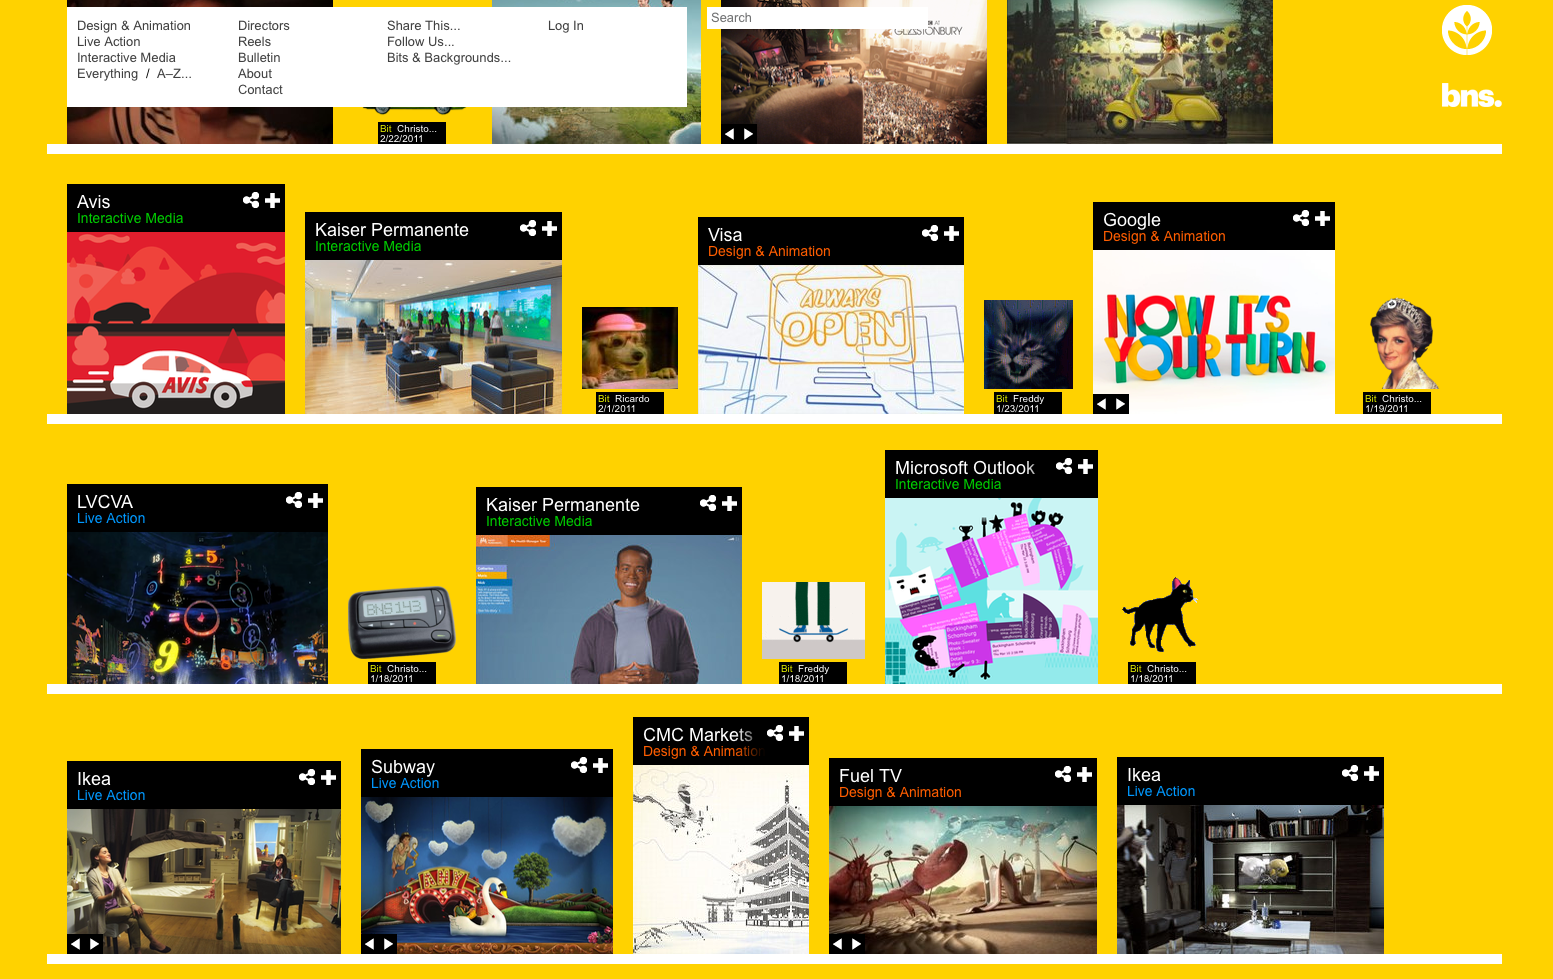 Design & Animation
Live Action
Interactive Media
Everything / A–Z...
Directors
Reels
Bulletin
About
Contact
Share This...
Follow Us...
Bits & Backgrounds...
Log In
Search
GLASTONBURY
bns.
Bit Christo...
2/22/2011
Avis
Interactive Media
AVIS
Kaiser Permanente
Interactive Media
Bit Ricardo
2/1/2011
Visa
Design & Animation
ALWAYS
OPEN
Bit Freddy
1/23/2011
Google
Design & Animation
NOW IT'S
YOUR TURN.
Bit Christo...
1/19/2011
LVCVA
Live Action
BNS143
Bit Christo...
1/18/2011
Kaiser Permanente
Interactive Media
Bit Freddy
1/18/2011
Microsoft Outlook
Interactive Media
Buckingham
Schomburg
Bit Christo...
1/18/2011
Ikea
Live Action
Subway
Live Action
CMC Markets
Design & Animation
Fuel TV
Design & Animation
Ikea
Live Action